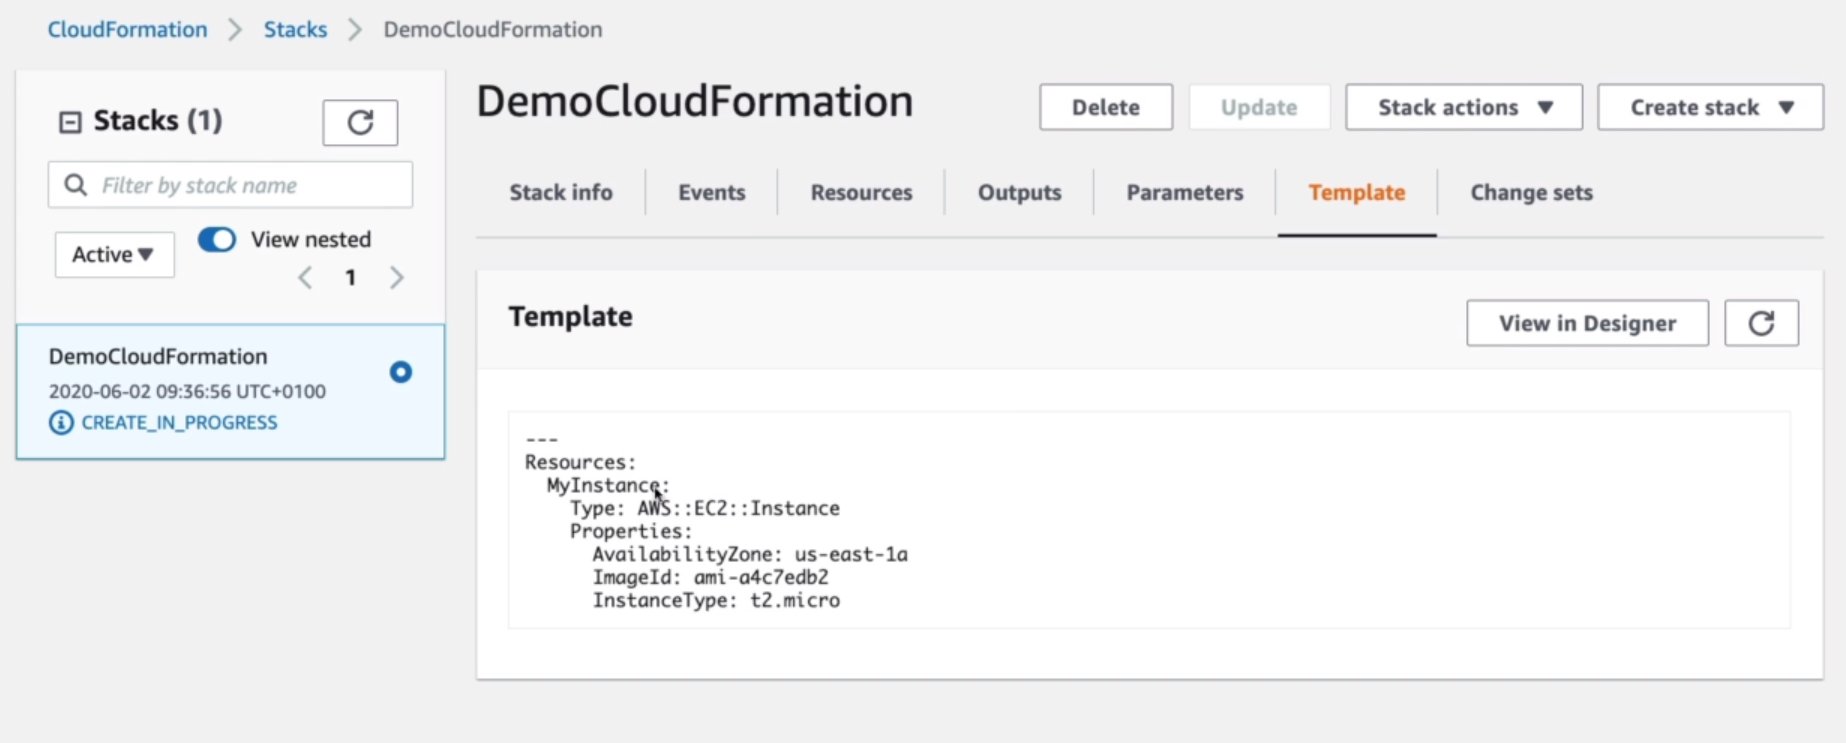 CloudFormation > Stacks > DemoCloudFormation
Stacks (1)
Filter by stack name
Active
View nested
1
DemoCloudFormation
2020-06-02 09:36:56 UTC+0100
CREATE_IN_PROGRESS
DemoCloudFormation
Delete Update Stack actions Create stack
Stack info Events Resources Outputs Parameters Template Change sets
Template
View in Designer
---
Resources:
  MyInstance:
    Type: AWS::EC2::Instance
    Properties:
      AvailabilityZone: us-east-1a
      ImageId: ami-a4c7edb2
      InstanceType: t2.micro